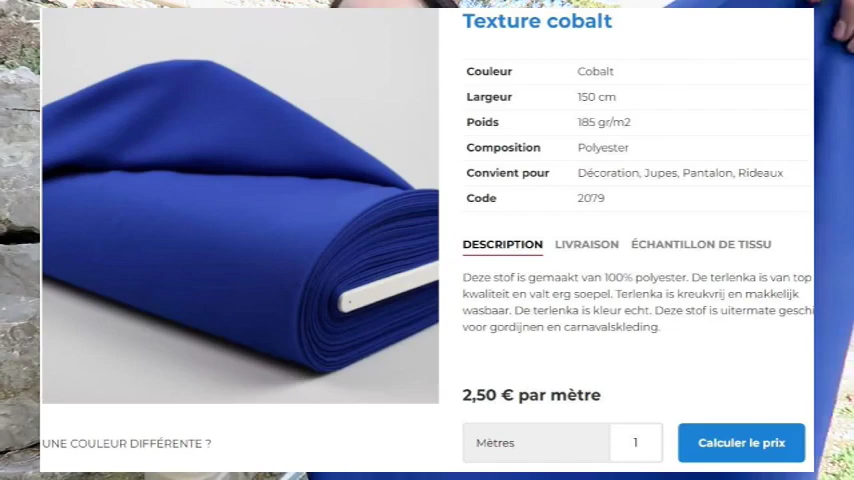 Texture cobalt
Couleur Cobalt
Largeur 150 cm
Poids 185 gr/m2
Composition Polyester
Convient pour Décoration, Jupes, Pantalon, Rideaux
Code 2079
DESCRIPTION LIVRAISON ÉCHANTILLON DE TISSU
Deze stof is gemaakt van 100% polyester. De terlenka is van top
kwaliteit en valt erg soepel. Terlenka is kreukvrij en makkelijk
wasbaar. De terlenka is kleur echt. Deze stof is uitermate geschi
voor gordijnen en carnavalskleding.
2,50 € par mètre
Mètres 1 Calculer le prix
UNE COULEUR DIFFÉRENTE ?